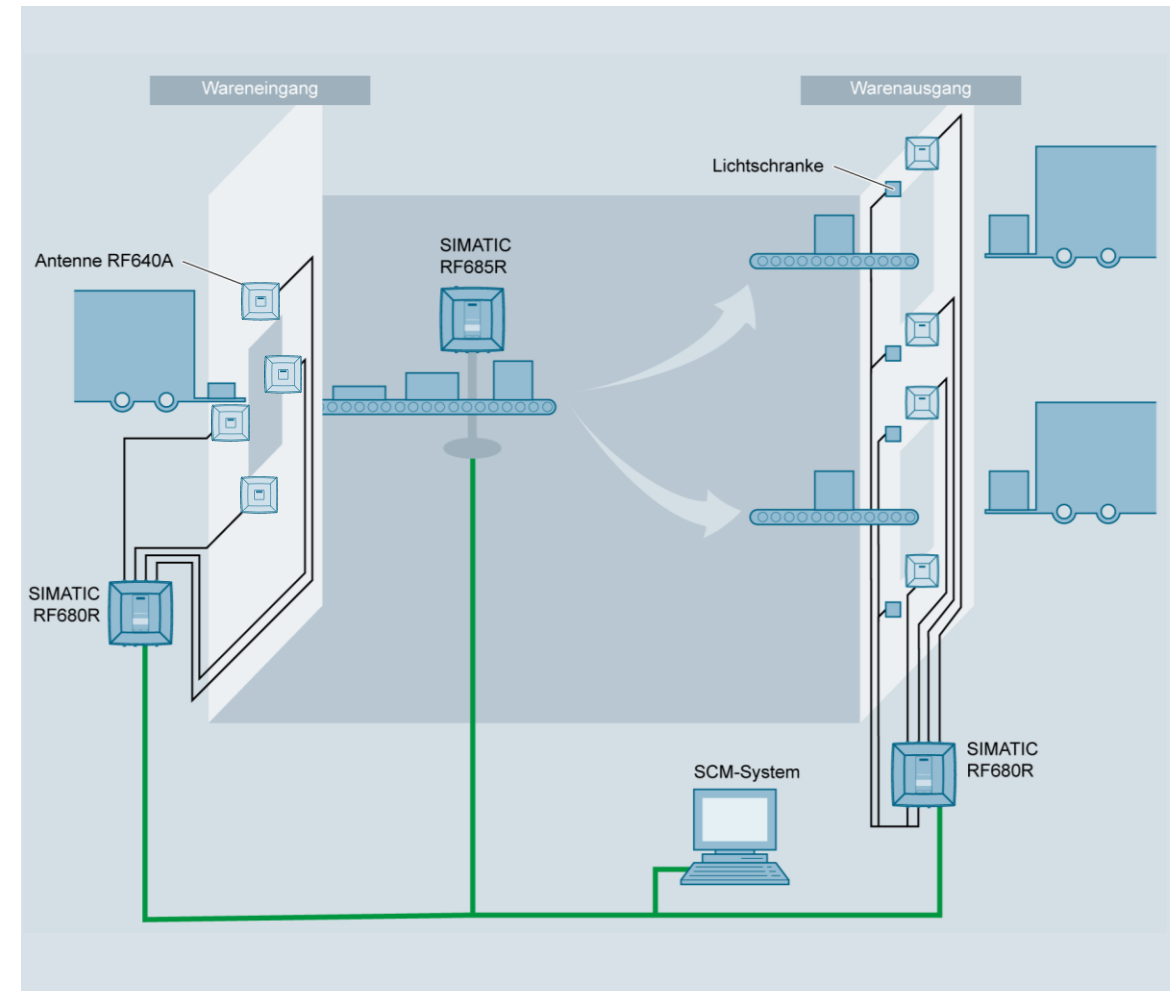 Wareneingang
Warenausgang
Lichtschranke
Antenne RF640A
SIMATIC
RF685R
SIMATIC
RF680R
SIMATIC
RF680R
SCM-System